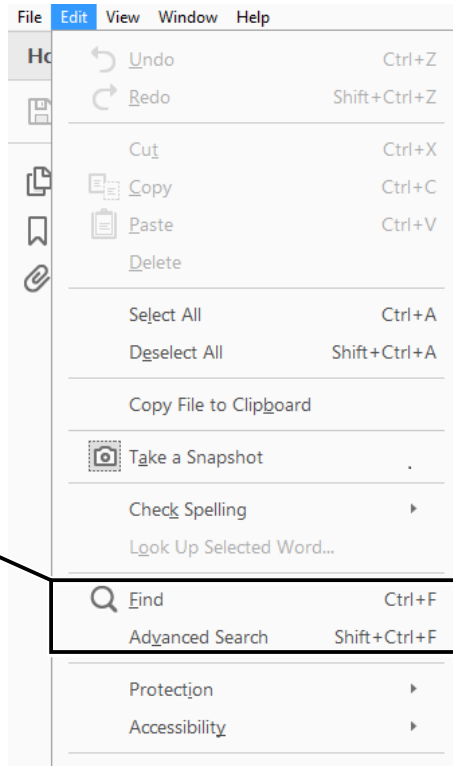 File Edit View Window Help
Ho
Undo Ctrl+Z
Redo Shift+Ctrl+Z
Cut Ctrl+X
Copy Ctrl+C
Paste Ctrl+V
Delete
Select All Ctrl+A
Deselect All Shift+Ctrl+A
Copy File to Clipboard
Take a Snapshot
Check Spelling
Look Up Selected Word...
Find Ctrl+F
Advanced Search Shift+Ctrl+F
Protection
Accessibility